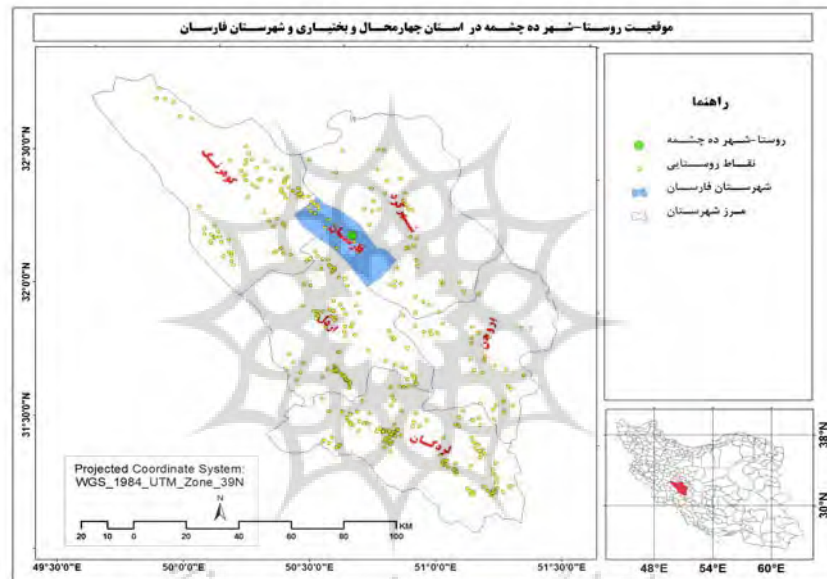 موقعیت روستا-شهر ده چشمه در استان چهارمحال و بختیاری و شهرستان فارسان
راهنما
روستا-شهر ده چشمه
نقاط روستایی
شهرستان فارسان
مرز شهرستان
32°30'0"N
32°0'0"N
31°30'0"N
کوهرنگ
شهرکرد
فارسان
اردل
بروجن
لردگان
Projected Coordinate System:
WGS_1984_UTM_Zone_39N
N
KM
20 10 0 20 40 60 80 100
49°30'0"E 50°0'0"E 50°30'0"E 51°0'0"E 51°30'0"E
38°N
30°N
48°E 54°E 60°E